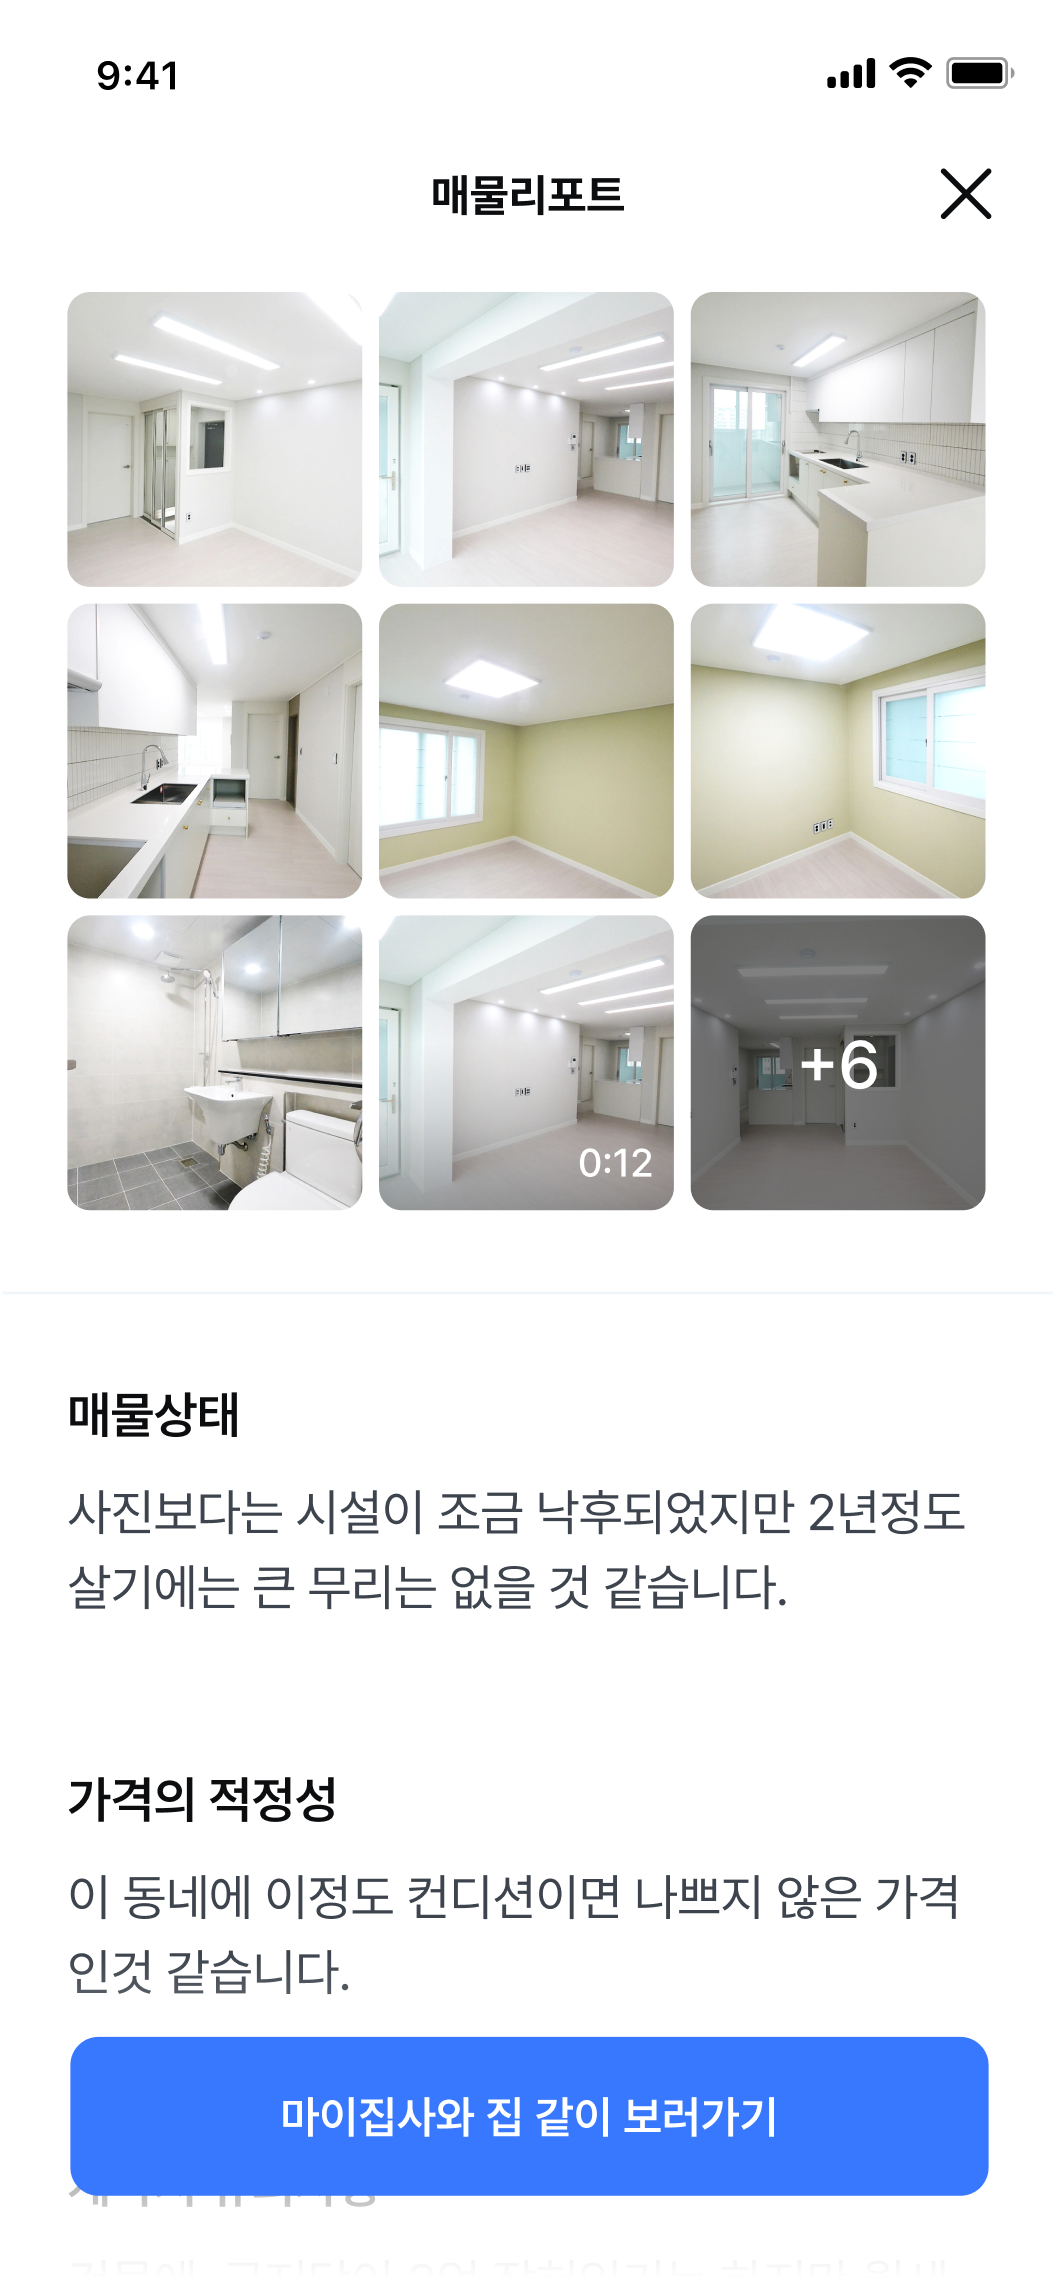 9:41
매물리포트
0:12
+6
매물상태
사진보다는 시설이 조금 낙후되었지만 2년정도
살기에는 큰 무리는 없을 것 같습니다.
가격의 적정성
이 동네에 이정도 컨디션이면 나쁘지 않은 가격
인것 같습니다.
마이집사와 집 같이 보러가기